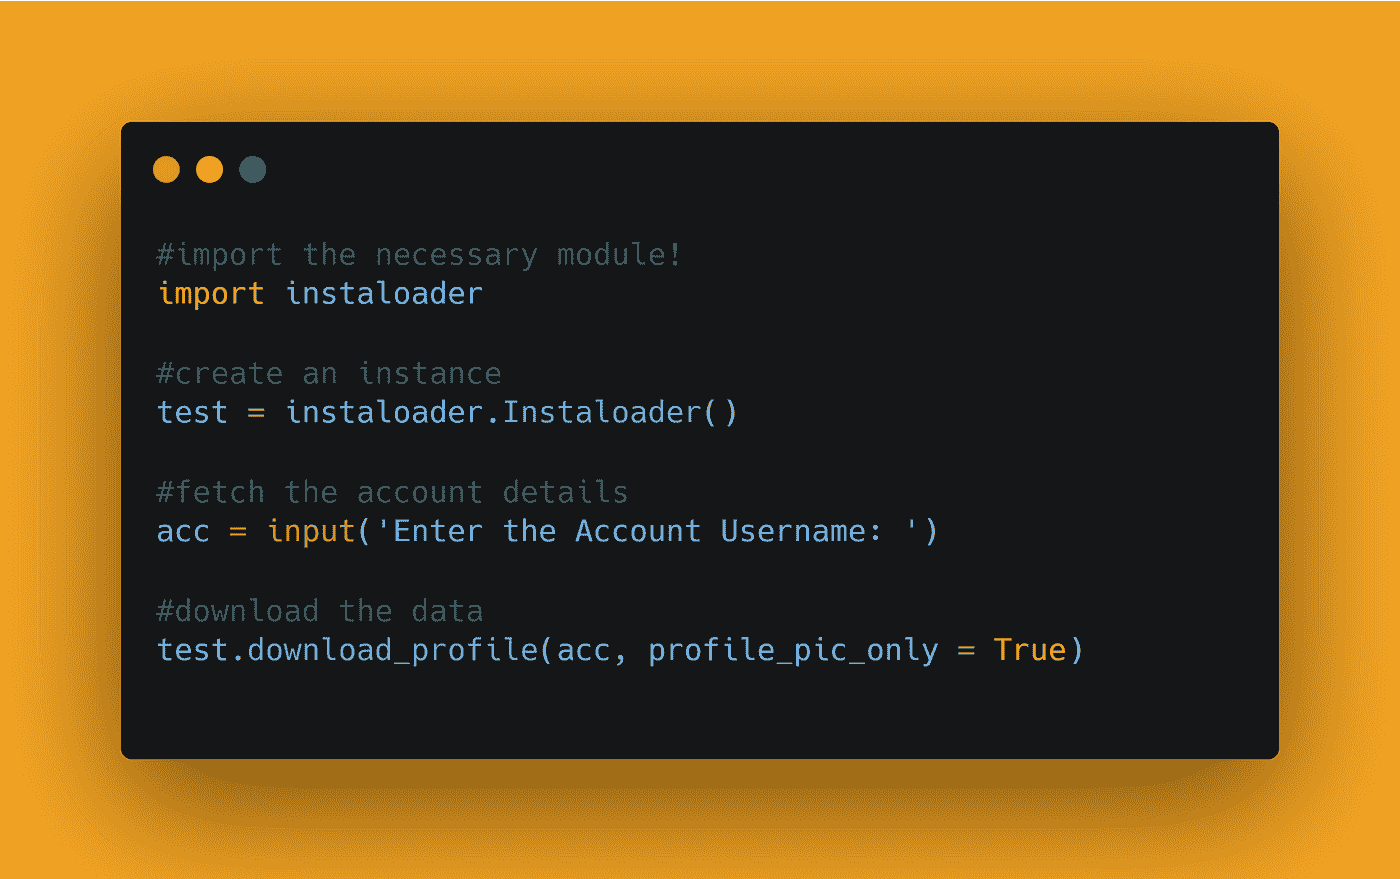 #import the necessary module!
import instaloader
#create an instance
test = instaloader.Instaloader()
#fetch the account details
acc = input('Enter the Account Username: ')
#download the data
test.download_profile(acc, profile_pic_only = True)